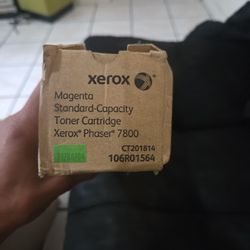 xerox
Magenta
Standard-Capacity
Toner Cartridge
Xerox® Phaser® 7800
CT201814
106R01564